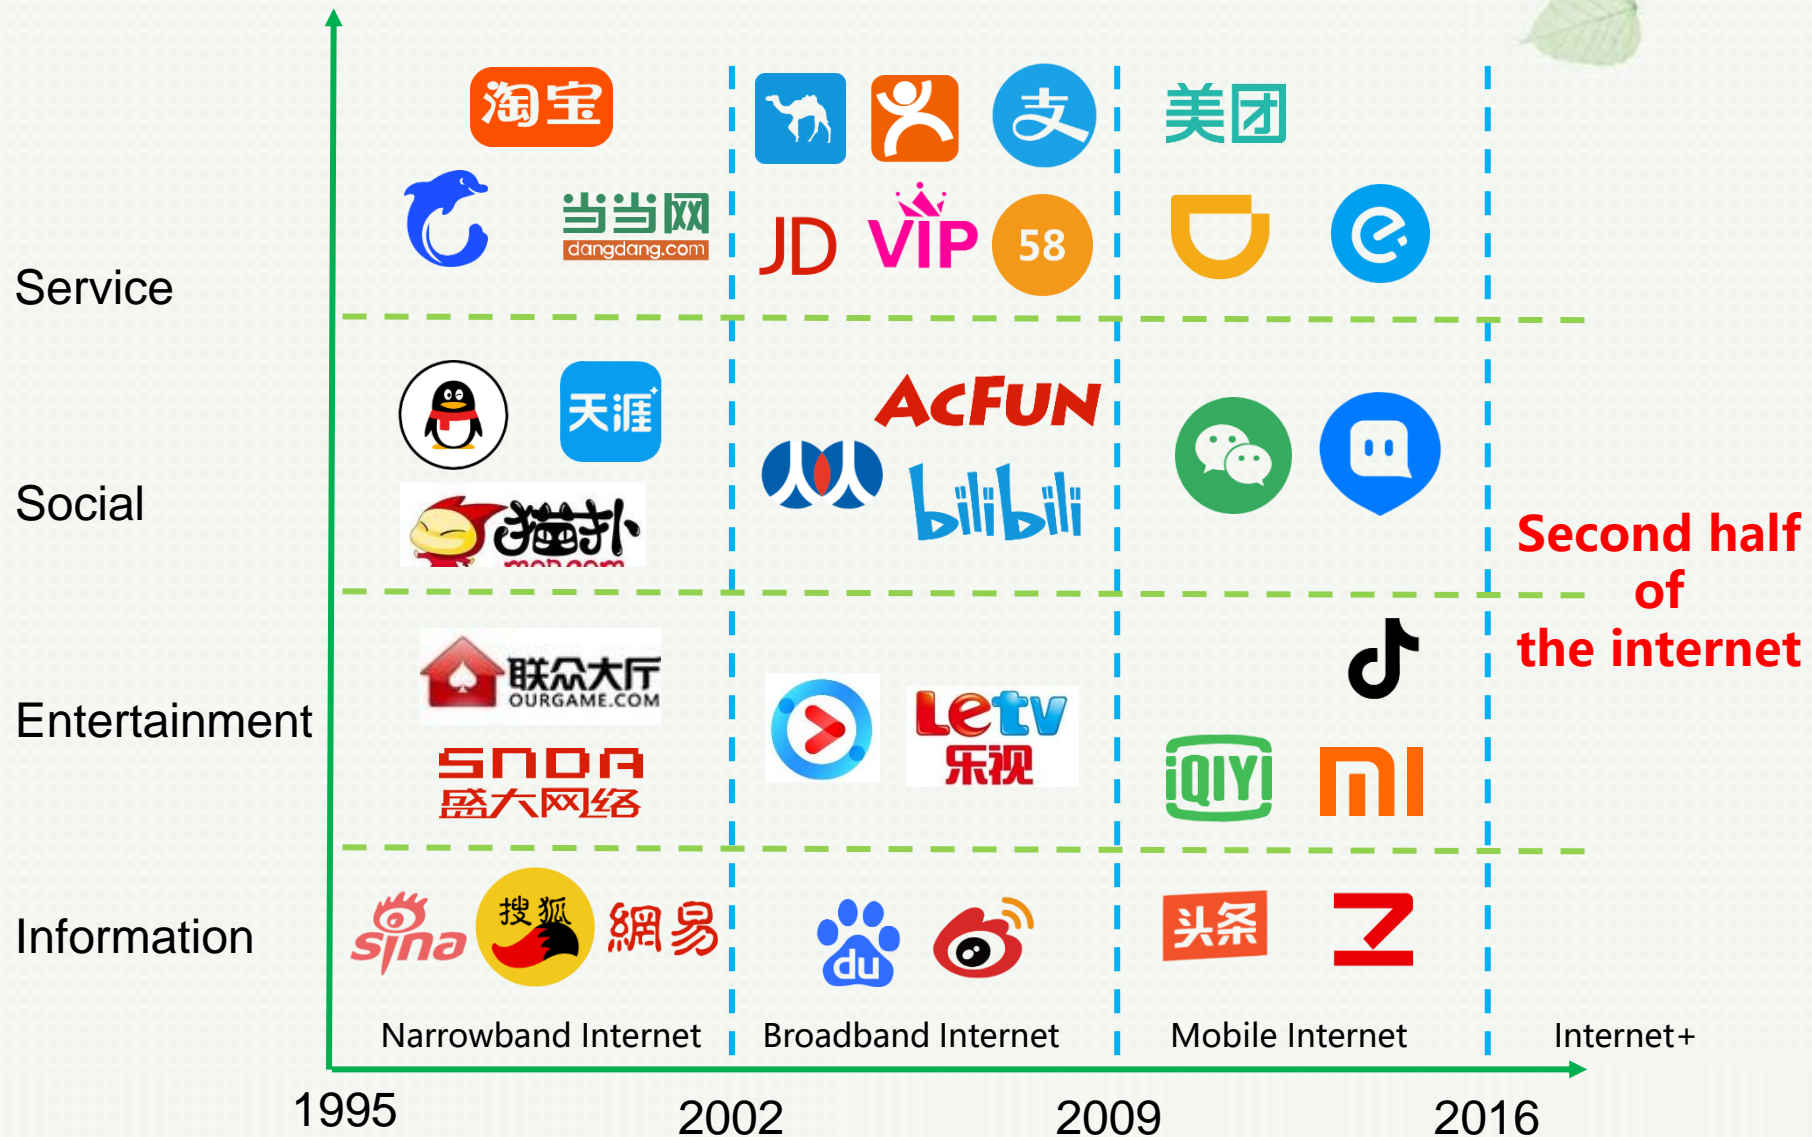 淘宝
支
美团
当当网
dangdang.com
JD
VIP
58
Service
天涯
AcFUN
bilibili
Social
猫扑
mop.com
Second half
of
the internet
联众大厅
OURGAME.COM
Letv
乐视
Entertainment
SNDA
盛大网络
iQIYI
mi
sina
搜狐
網易
du
头条
Information
Narrowband Internet
Broadband Internet
Mobile Internet
Internet+
1995
2002
2009
2016